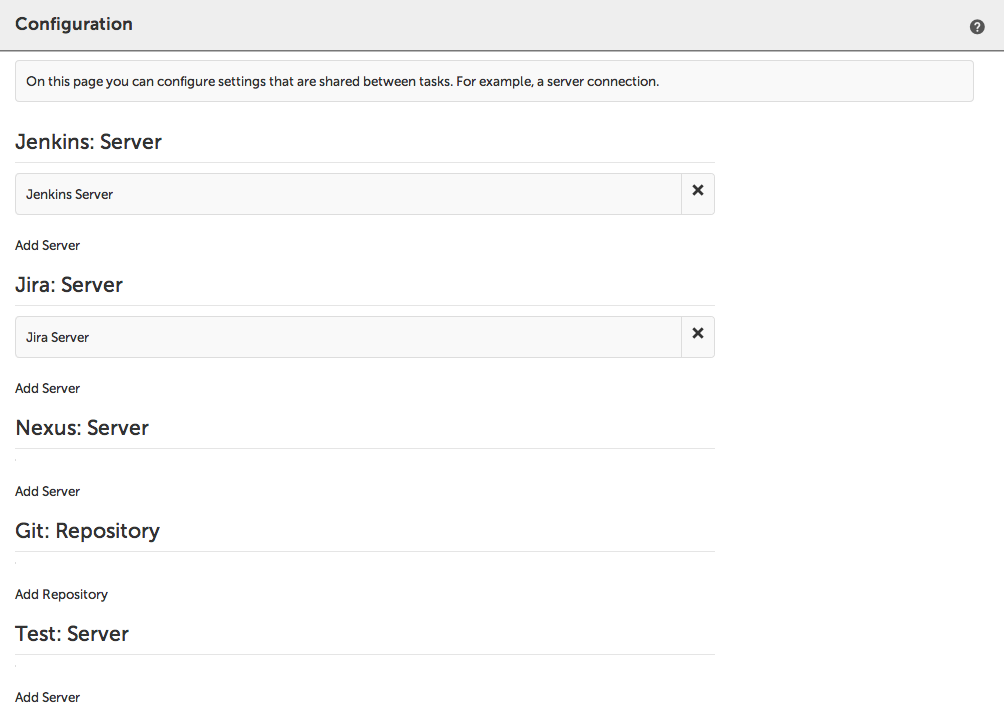 Configuration
?
On this page you can configure settings that are shared between tasks. For example, a server connection.
Jenkins: Server
Jenkins Server
Add Server
Jira: Server
Jira Server
Add Server
Nexus: Server
Add Server
Git: Repository
Add Repository
Test: Server
Add Server